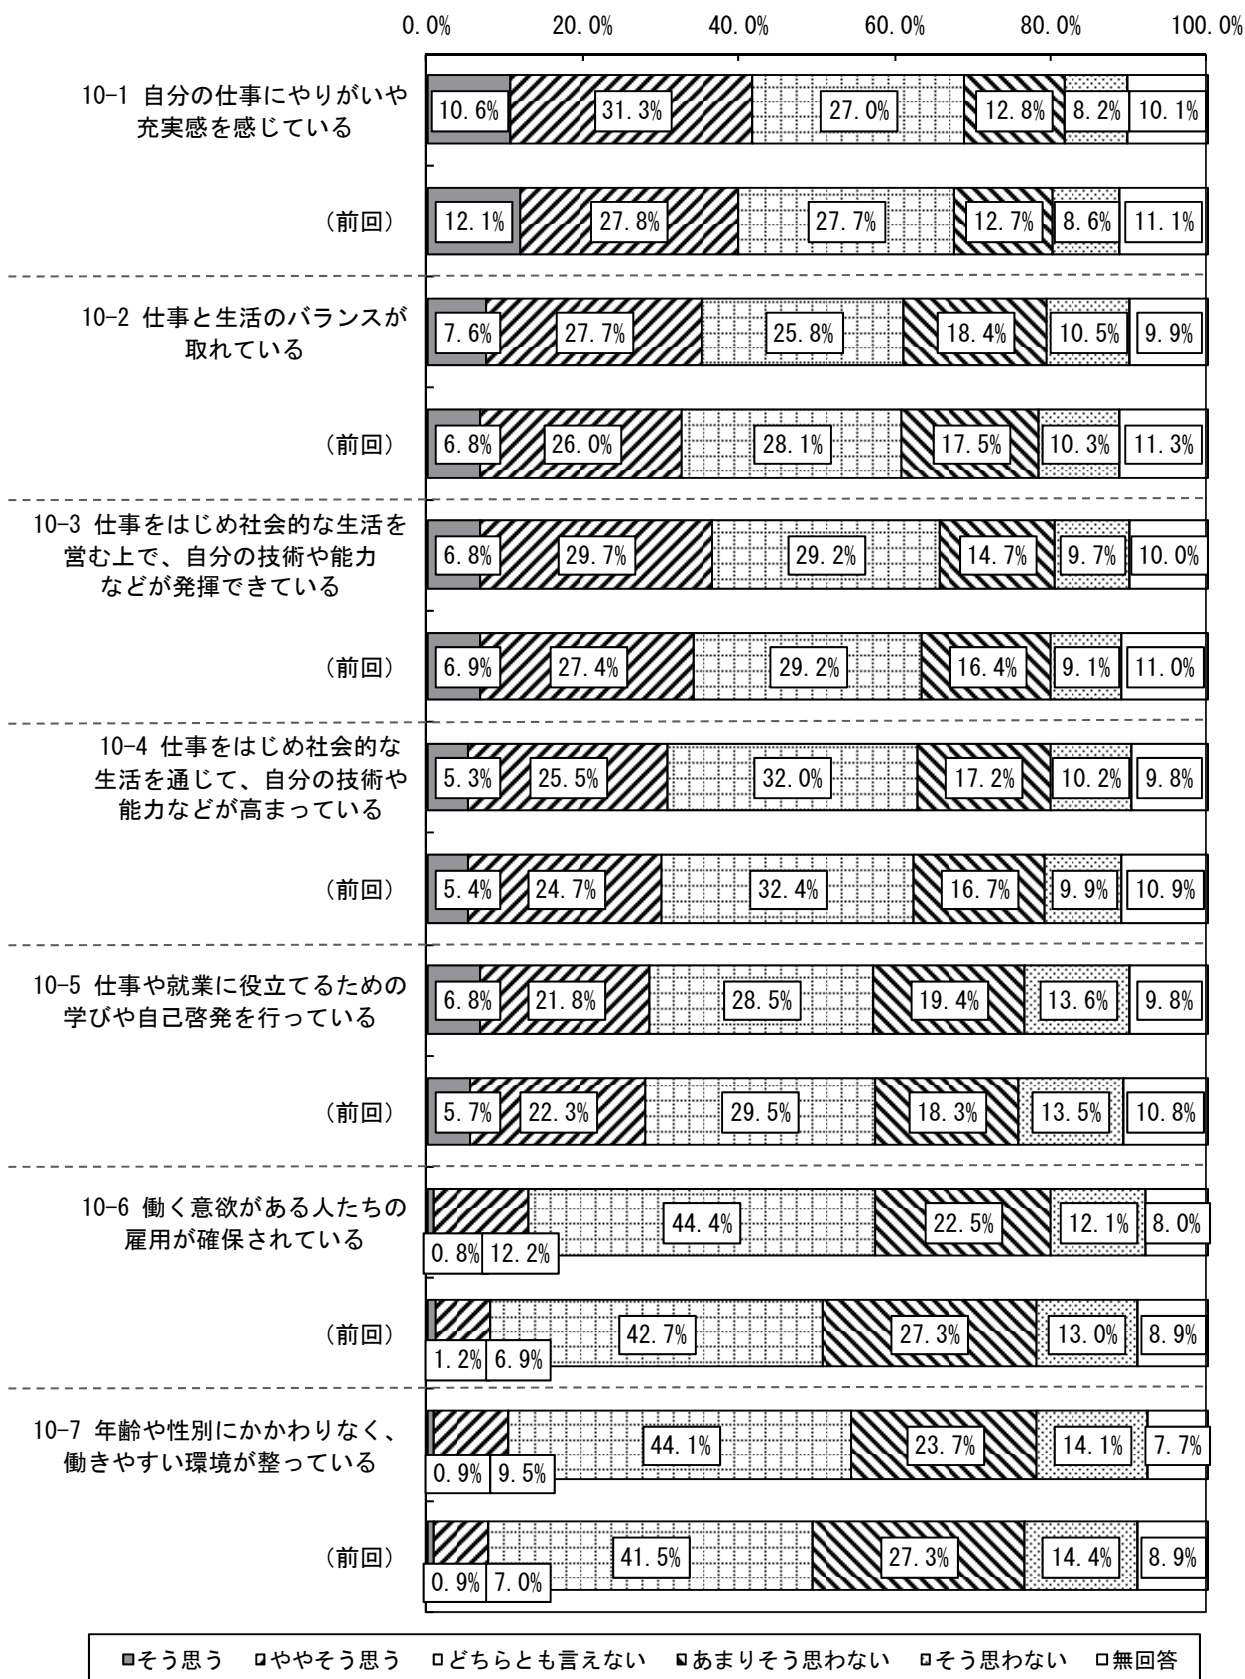 0.0% 20.0% 40.0% 60.0% 80.0% 100.0%
10-1 自分の仕事にやりがいや
充実感を感じている
10.6% 31.3% 27.0% 12.8% 8.2% 10.1%
（前回）
12.1% 27.8% 27.7% 12.7% 8.6% 11.1%
10-2 仕事と生活のバランスが
取れている
7.6% 27.7% 25.8% 18.4% 10.5% 9.9%
（前回）
6.8% 26.0% 28.1% 17.5% 10.3% 11.3%
10-3 仕事をはじめ社会的な生活を
営む上で、自分の技術や能力
などが発揮できている
6.8% 29.7% 29.2% 14.7% 9.7% 10.0%
（前回）
6.9% 27.4% 29.2% 16.4% 9.1% 11.0%
10-4 仕事をはじめ社会的な
生活を通じて、自分の技術や
能力などが高まっている
5.3% 25.5% 32.0% 17.2% 10.2% 9.8%
（前回）
5.4% 24.7% 32.4% 16.7% 9.9% 10.9%
10-5 仕事や就業に役立てるための
学びや自己啓発を行っている
6.8% 21.8% 28.5% 19.4% 13.6% 9.8%
（前回）
5.7% 22.3% 29.5% 18.3% 13.5% 10.8%
10-6 働く意欲がある人たちの
雇用が確保されている
0.8% 12.2% 44.4% 22.5% 12.1% 8.0%
（前回）
1.2% 6.9% 42.7% 27.3% 13.0% 8.9%
10-7 年齢や性別にかかわりなく、
働きやすい環境が整っている
0.9% 9.5% 44.1% 23.7% 14.1% 7.7%
（前回）
0.9% 7.0% 41.5% 27.3% 14.4% 8.9%
そう思う ややそう思う どちらとも言えない あまりそう思わない そう思わない 無回答